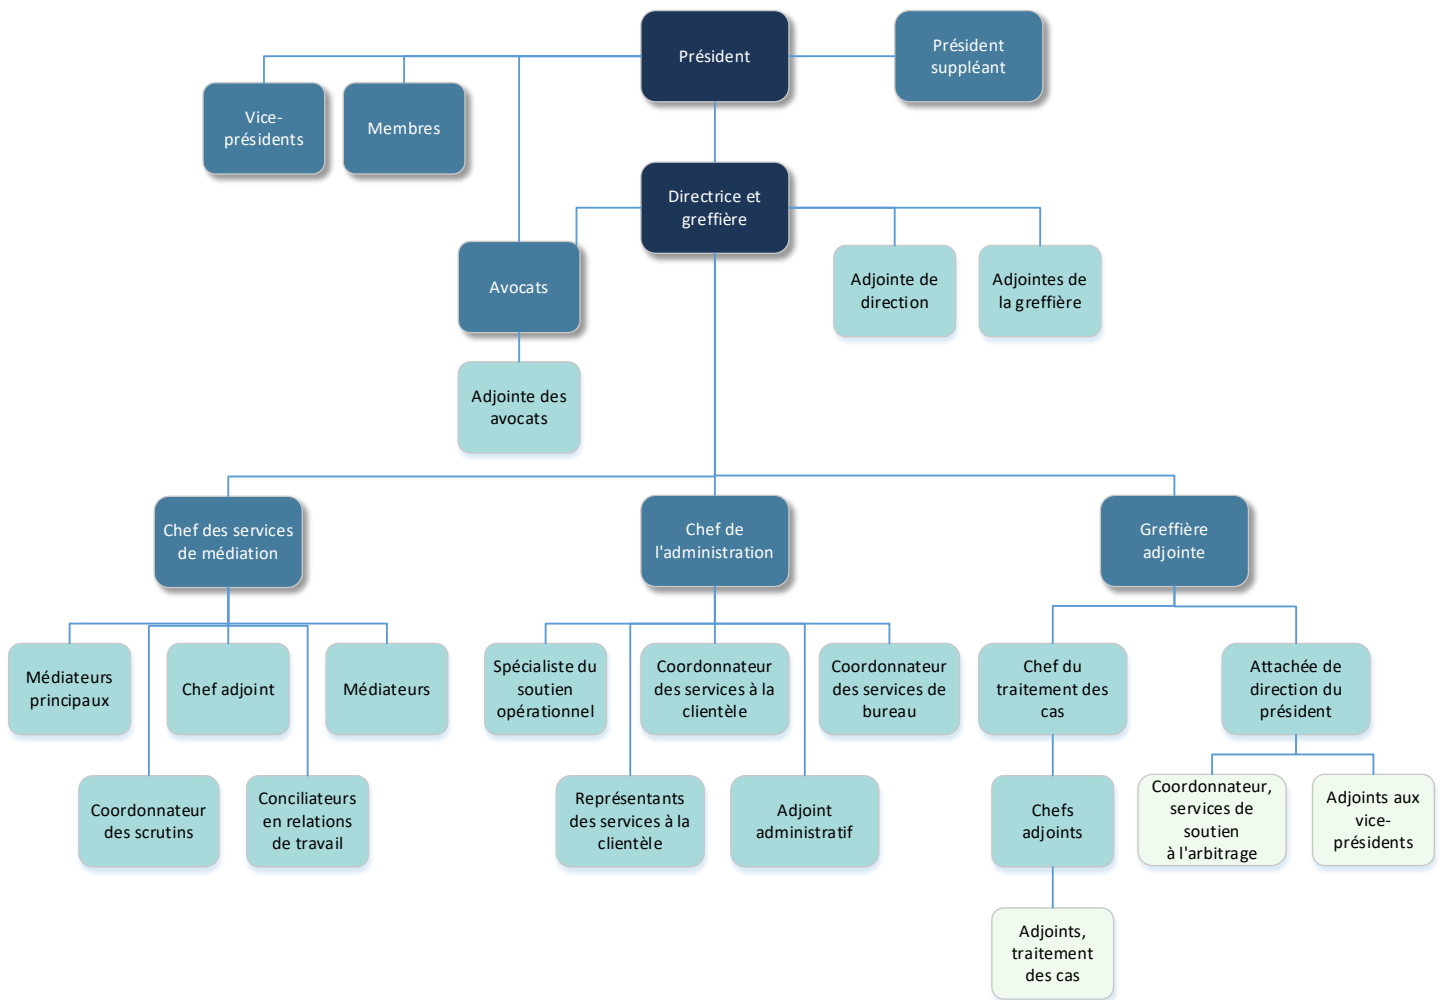 Président
Président
suppléant
Vice-
présidents
Membres
Directrice et
greffière
Avocats
Adjointe de
direction
Adjointes de
la greffière
Adjointe des
avocats
Chef des services
de médiation
Chef de
l'administration
Greffière
adjointe
Médiateurs
principaux
Chef adjoint
Médiateurs
Spécialiste du
soutien
opérationnel
Coordonnateur
des services à la
clientèle
Coordonnateur
des services de
bureau
Chef du
traitement des
cas
Attachée de
direction du
président
Coordonnateur
des scrutins
Conciliateurs
en relations
de travail
Représentants
des services à la
clientèle
Adjoint
administratif
Chefs
adjoints
Coordonnateur,
services de
soutien
à l'arbitrage
Adjoints aux
vice-
présidents
Adjoints,
traitement
des cas